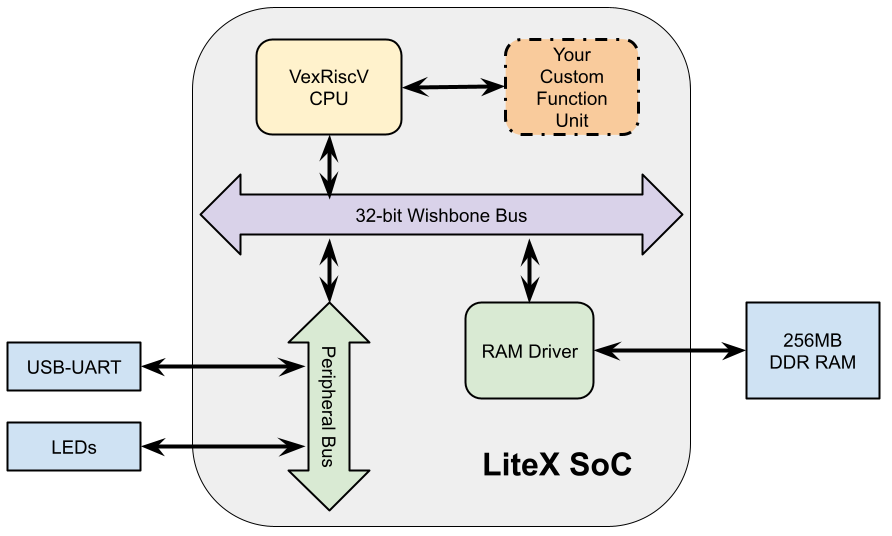 VexRiscV
CPU
Your
Custom
Function
Unit
32-bit Wishbone Bus
USB-UART
LEDs
Peripheral Bus
RAM Driver
256MB
DDR RAM
LiteX SoC